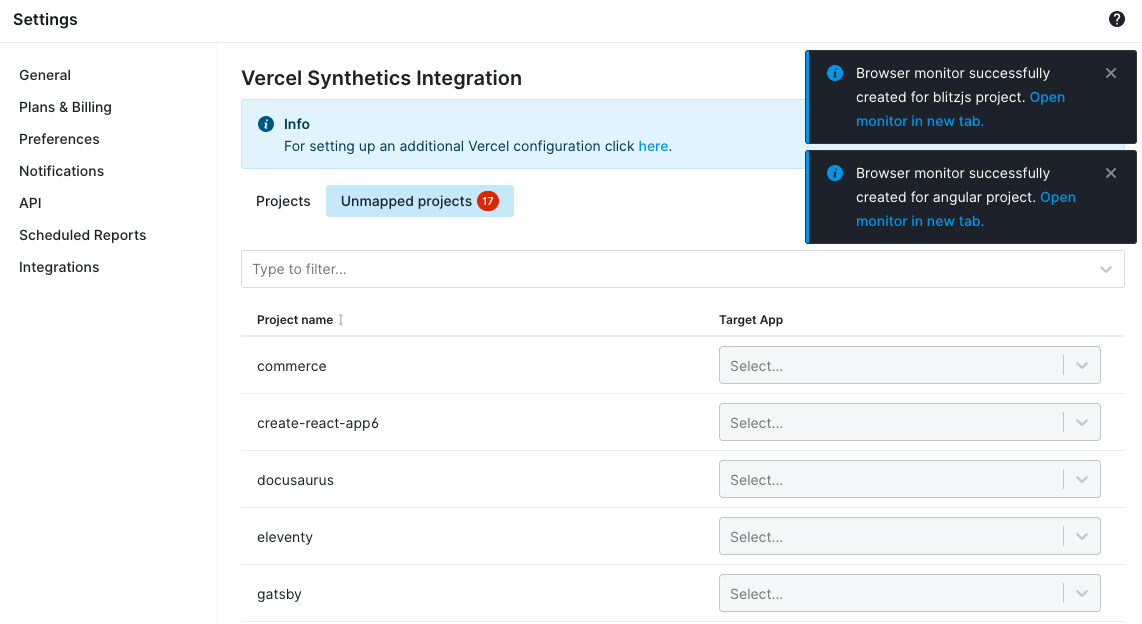 Settings
General
Plans & Billing
Preferences
Notifications
API
Scheduled Reports
Integrations
Vercel Synthetics Integration
Info
For setting up an additional Vercel configuration click here.
Browser monitor successfully
created for blitzjs project. Open
monitor in new tab.
Browser monitor successfully
created for angular project. Open
monitor in new tab.
Projects
Unmapped projects 17
Type to filter...
Project name Target App
commerce Select...
create-react-app6 Select...
docusaurus Select...
eleventy Select...
gatsby Select...